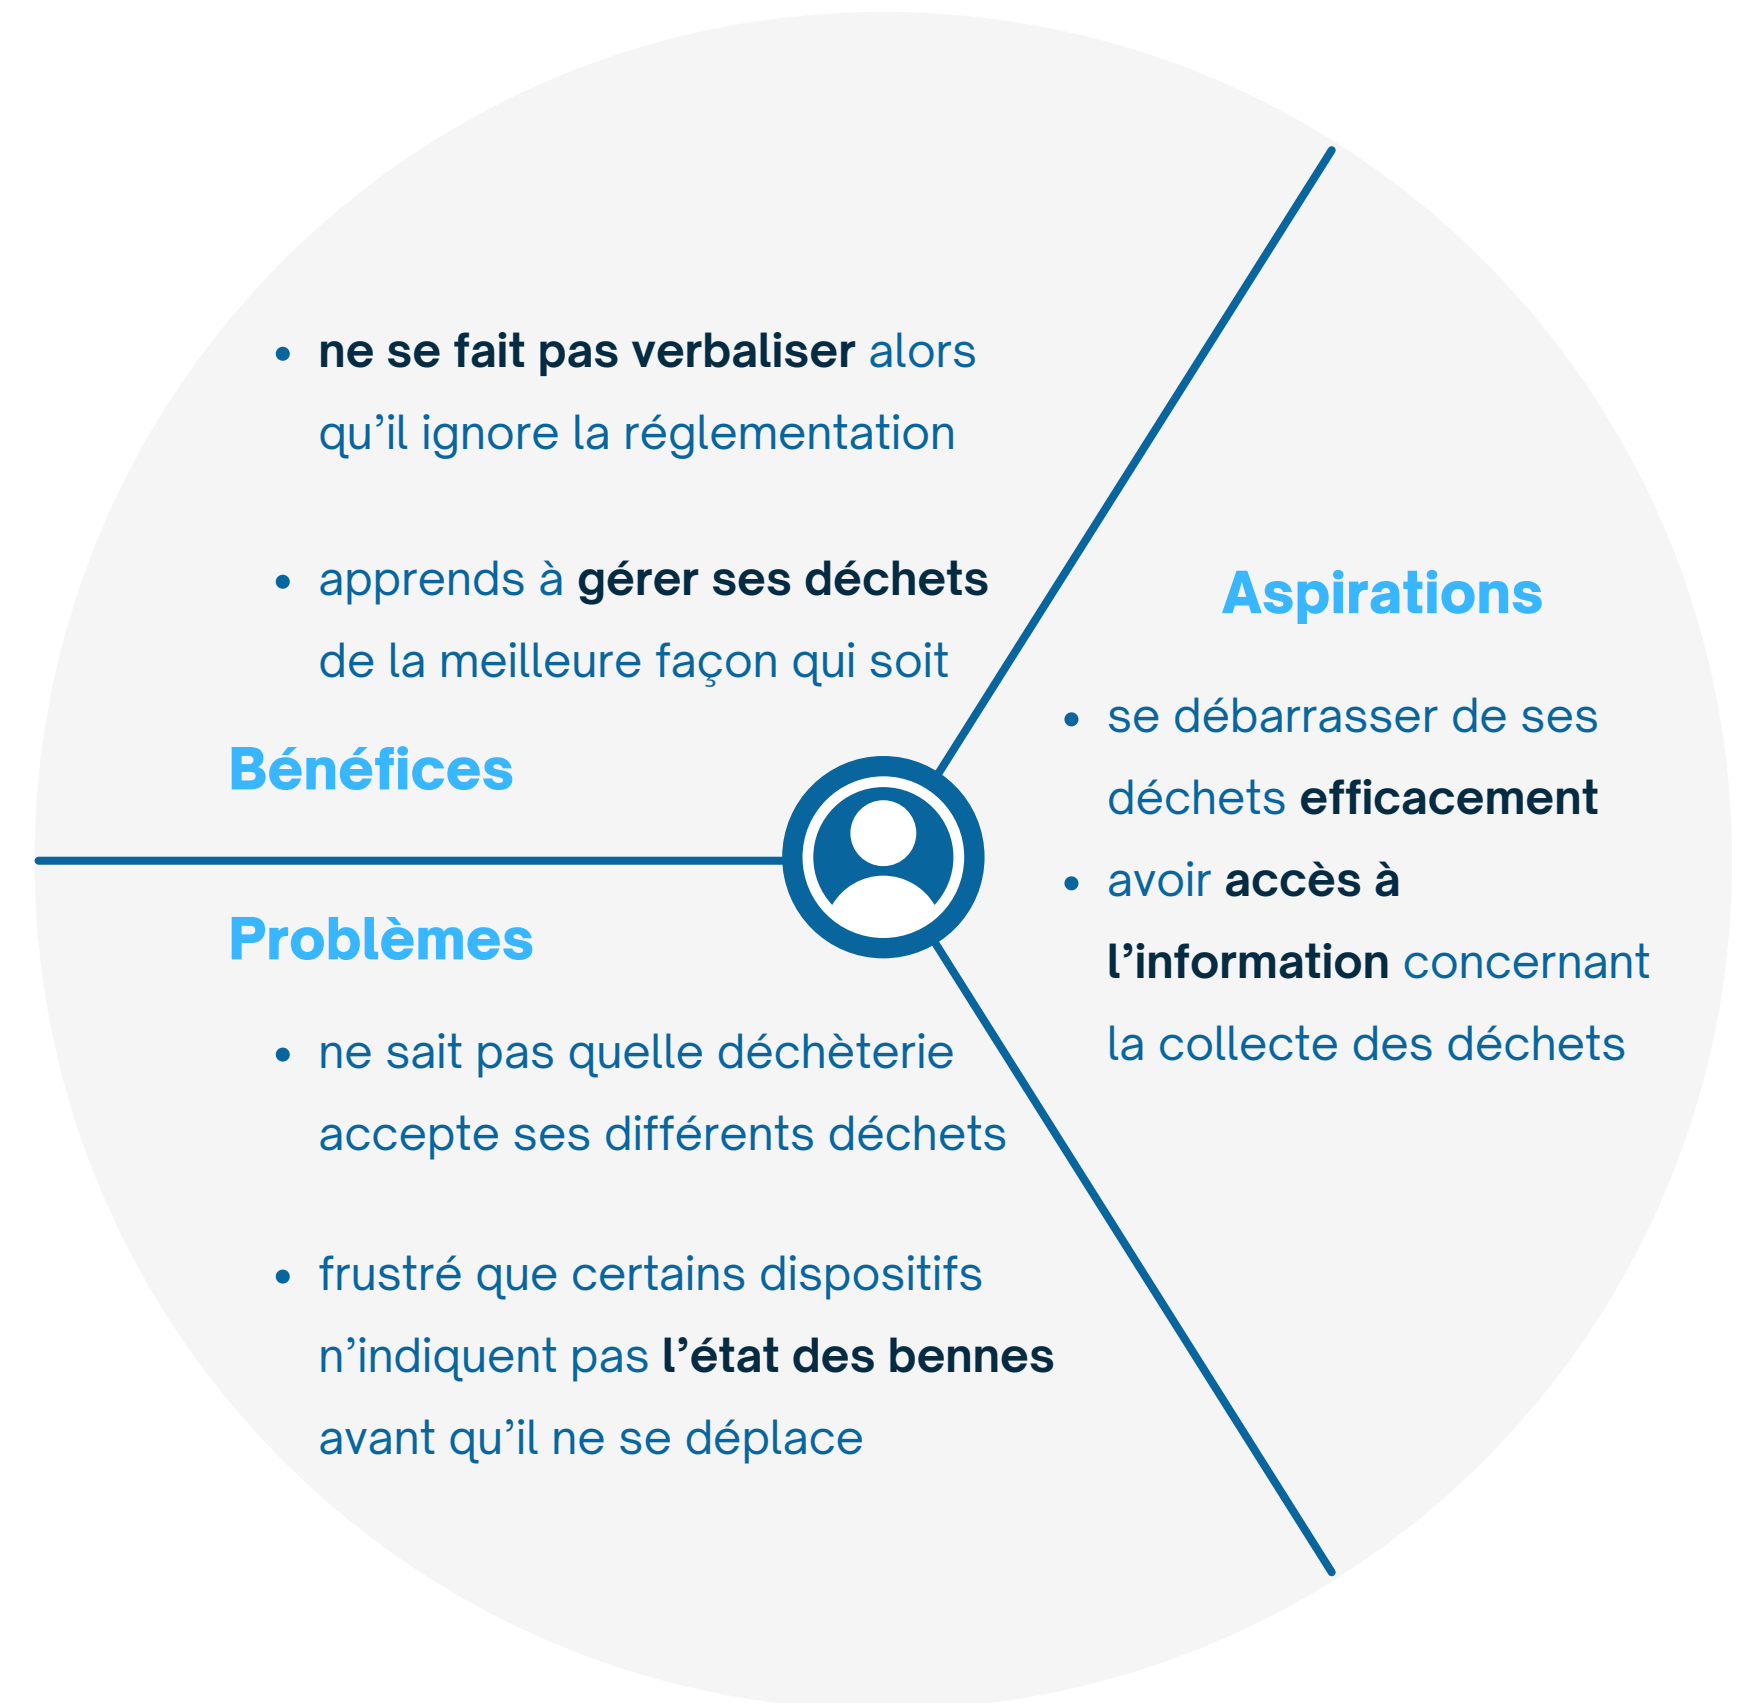 • ne se fait pas verbaliser alors
qu’il ignore la réglementation
• apprends à gérer ses déchets
de la meilleure façon qui soit
Bénéfices
Problèmes
• ne sait pas quelle déchèterie
accepte ses différents déchets
• frustré que certains dispositifs
n’indiquent pas l’état des bennes
avant qu’il ne se déplace
Aspirations
• se débarrasser de ses
déchets efficacement
• avoir accès à
l’information concernant
la collecte des déchets